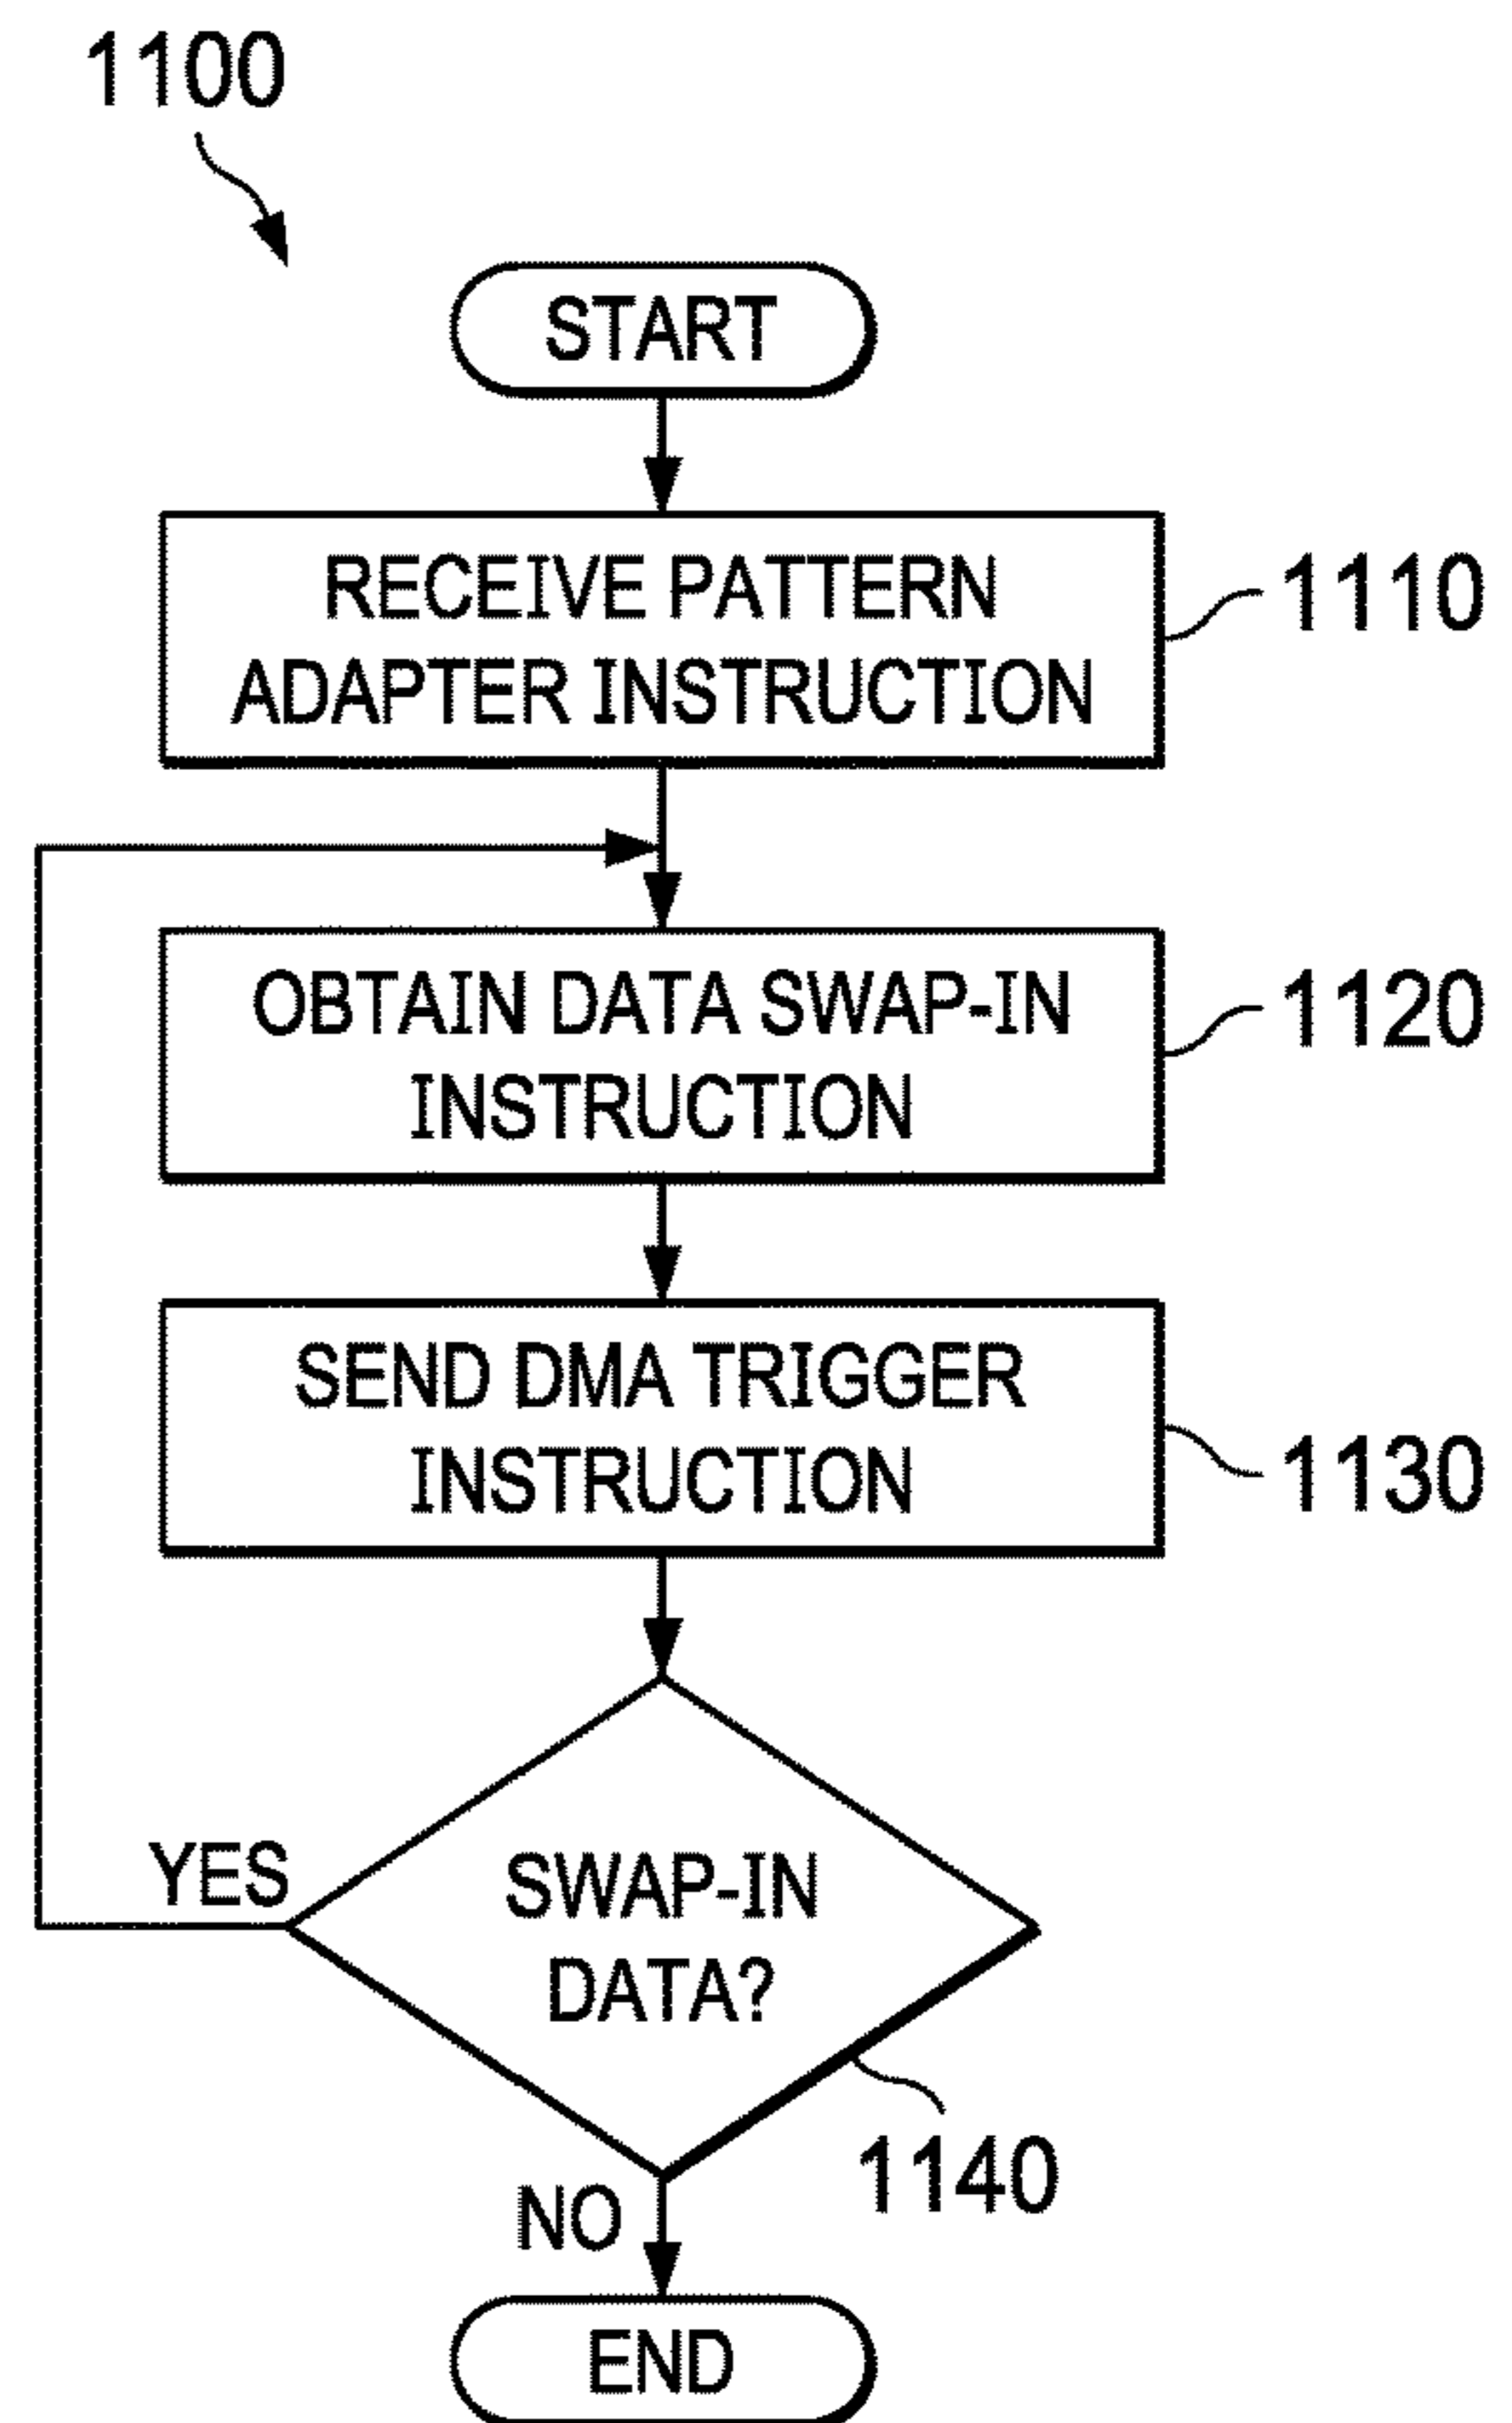 1100
START
RECEIVE PATTERN
ADAPTER INSTRUCTION
1110
OBTAIN DATA SWAP-IN
INSTRUCTION
1120
SEND DMA TRIGGER
INSTRUCTION
1130
SWAP-IN
DATA?
YES
1140
NO
END